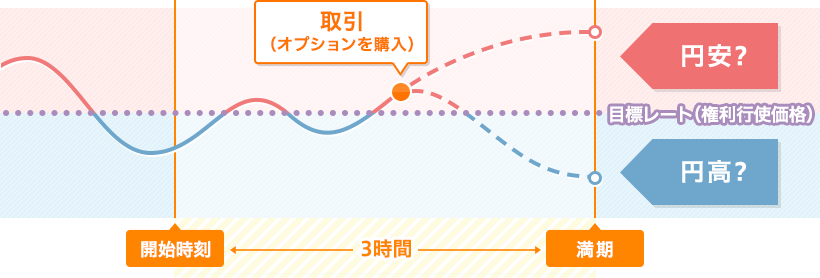 取引
（オプションを購入）
円安？
目標レート（権利行使価格）
円高？
開始時刻
3時間
満期